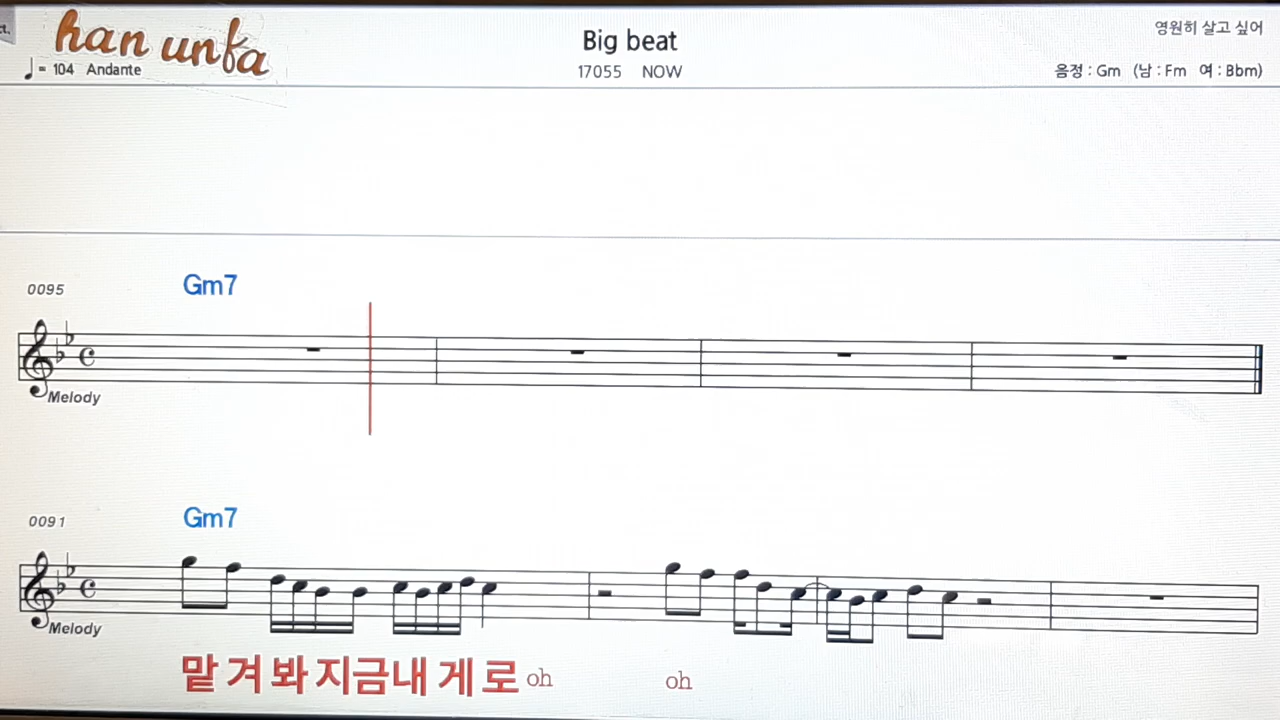 han unfa
Big beat
영원히 살고 싶어
♩= 104 Andante
17055 NOW
음정 : Gm (남 : Fm 여 : Bbm)
0095
Gm7
Melody
0091
Gm7
Melody
맡 겨 봐 지금내 게 로 oh oh